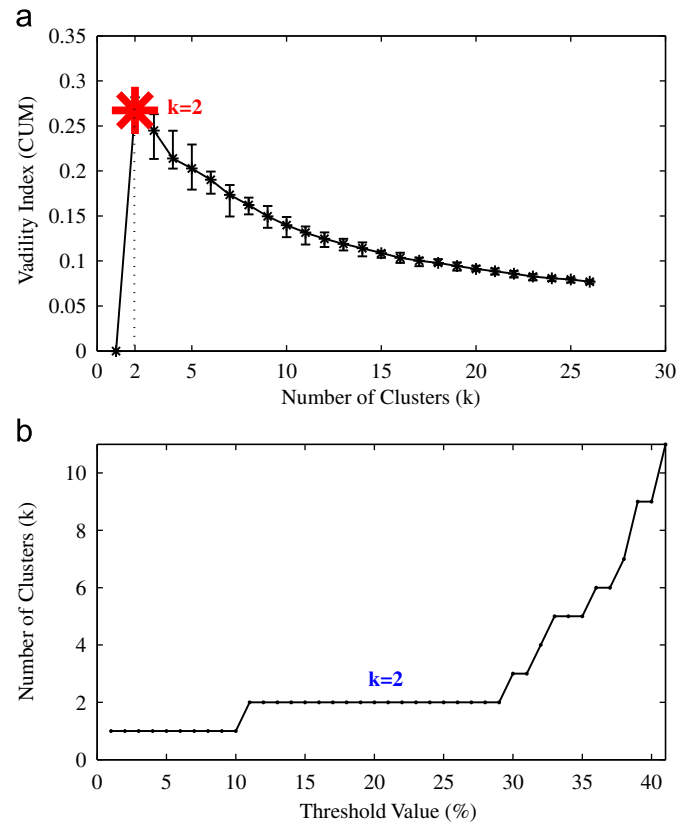 a
0.35
0.3
0.25
0.2
0.15
0.1
0.05
0
Vadility Index (CUM)
k=2
0 2 5 10 15 20 25 30
Number of Clusters (k)
b
10
8
6
4
2
0
Number of Clusters (k)
k=2
0 5 10 15 20 25 30 35 40
Threshold Value (%)